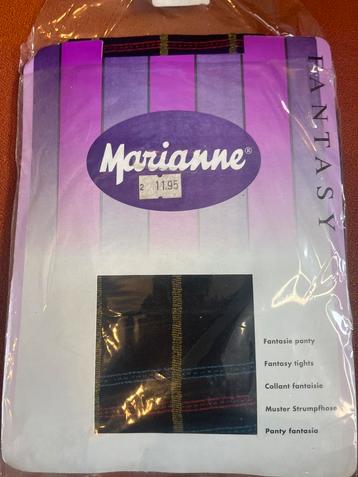 FANTASY
Marianne®
2 11.95
Fantasie panty
Fantasy tights
Collant fantaisie
Muster Strumpfhose
Panty fantasia